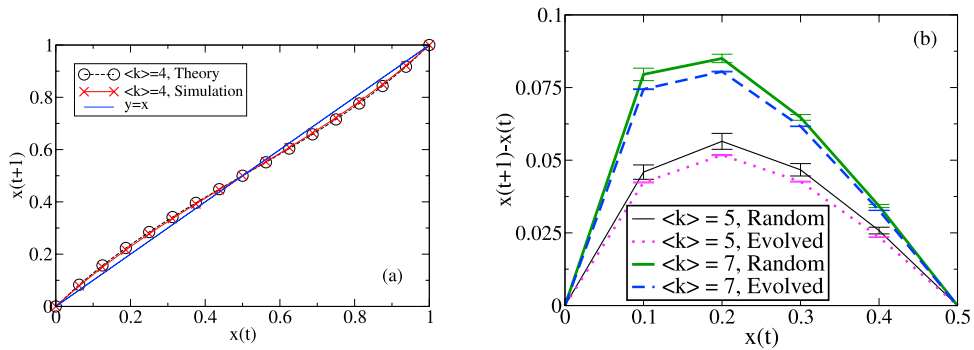 1
0.8
0.6
0.4
0.2
0
x(t+1)
<k>=4, Theory
<k>=4, Simulation
y=x
(a)
0 0.2 0.4 0.6 0.8 1
x(t)
0.1
0.075
0.05
0.025
0
x(t+1)-x(t)
(b)
<k> = 5, Random
<k> = 5, Evolved
<k> = 7, Random
<k> = 7, Evolved
0 0.1 0.2 0.3 0.4 0.5
x(t)